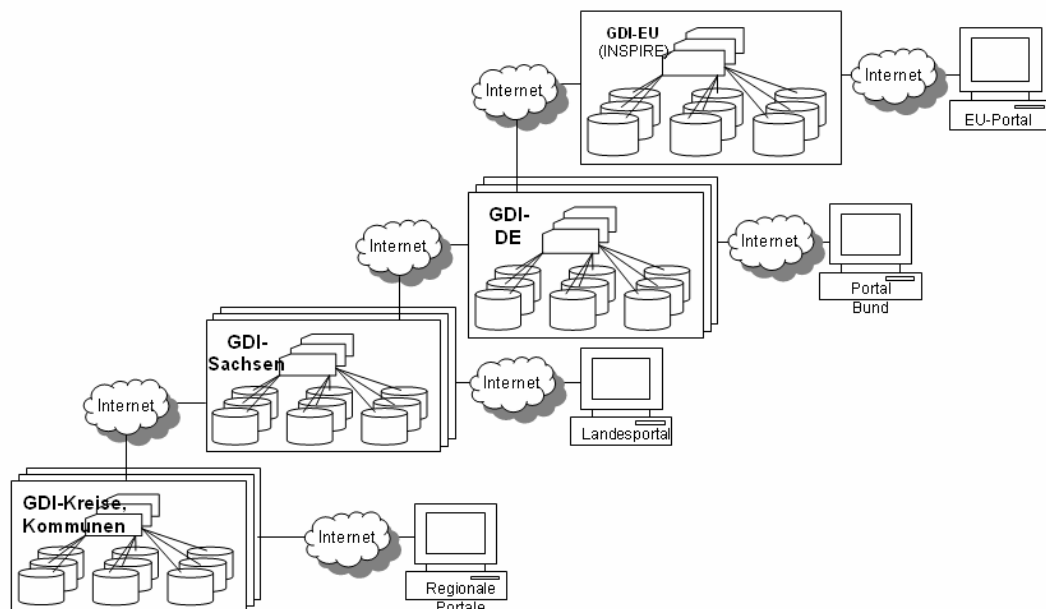 GDI-EU
(INSPIRE)
Internet
Internet
EU-Portal
GDI-
DE
Internet
Internet
Portal
Bund
GDI-
Sachsen
Internet
Internet
Landesportal
GDI-Kreise,
Kommunen
Internet
Regionale
Portale